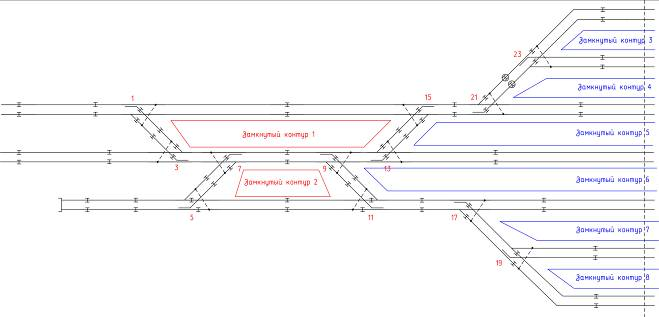 23
Замкнутый контур 3
Замкнутый контур 4
1
15
21
Замкнутый контур 1
Замкнутый контур 5
3
7
9
13
Замкнутый контур 2
Замкнутый контур 6
5
11
17
Замкнутый контур 7
19
Замкнутый контур 8